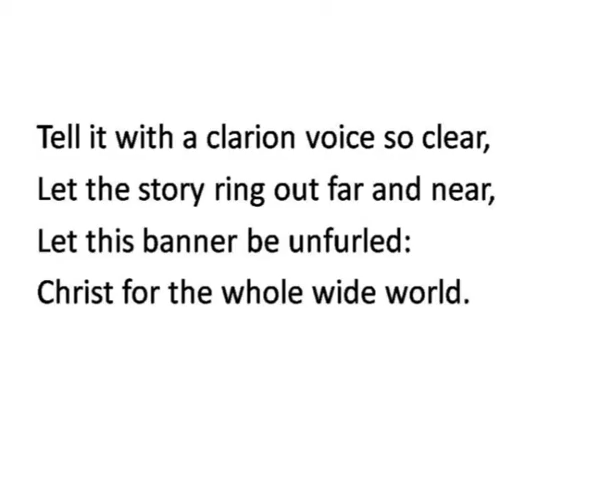 Tell it with a clarion voice so clear,
Let the story ring out far and near,
Let this banner be unfurled:
Christ for the whole wide world.